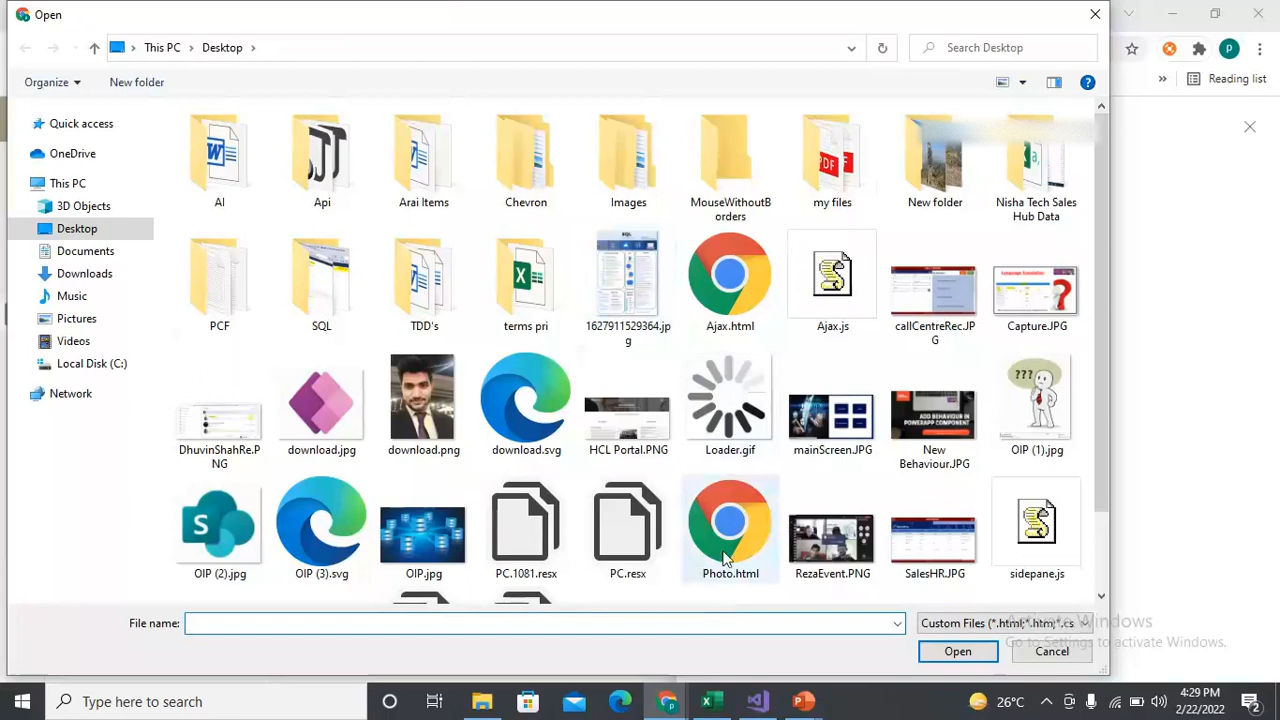 Open
This PC
Desktop
Search Desktop
Organize
New folder
Reading list
P
Quick access
OneDrive
This PC
3D Objects
Desktop
Documents
Downloads
Music
Pictures
Videos
Local Disk (C:)
Network
AI
Api
Arai Items
Chevron
Images
MouseWithoutB
orders
my files
New folder
Nisha Tech Sales
Hub Data
PCF
SQL
TDD's
terms pri
1627911529364.jp
g
Ajax.html
Ajax.js
callCentreRec.JP
G
Capture.JPG
DhuvinShahRe.P
NG
download.jpg
download.png
download.svg
HCL Portal.PNG
Loader.gif
mainScreen.JPG
New
Behaviour.JPG
OIP (1).jpg
OIP (2).jpg
OIP (3).svg
OIP.jpg
PC.1081.resx
PC.resx
Photo.html
RezaEvent.PNG
SalesHR.JPG
sidepane.js
File name:
Custom Files (*.html;*.htm;*.cs
Open
Cancel
Activate Windows
Go to Settings to activate Windows.
Type here to search
26°C
4:29 PM
2/22/2022
2